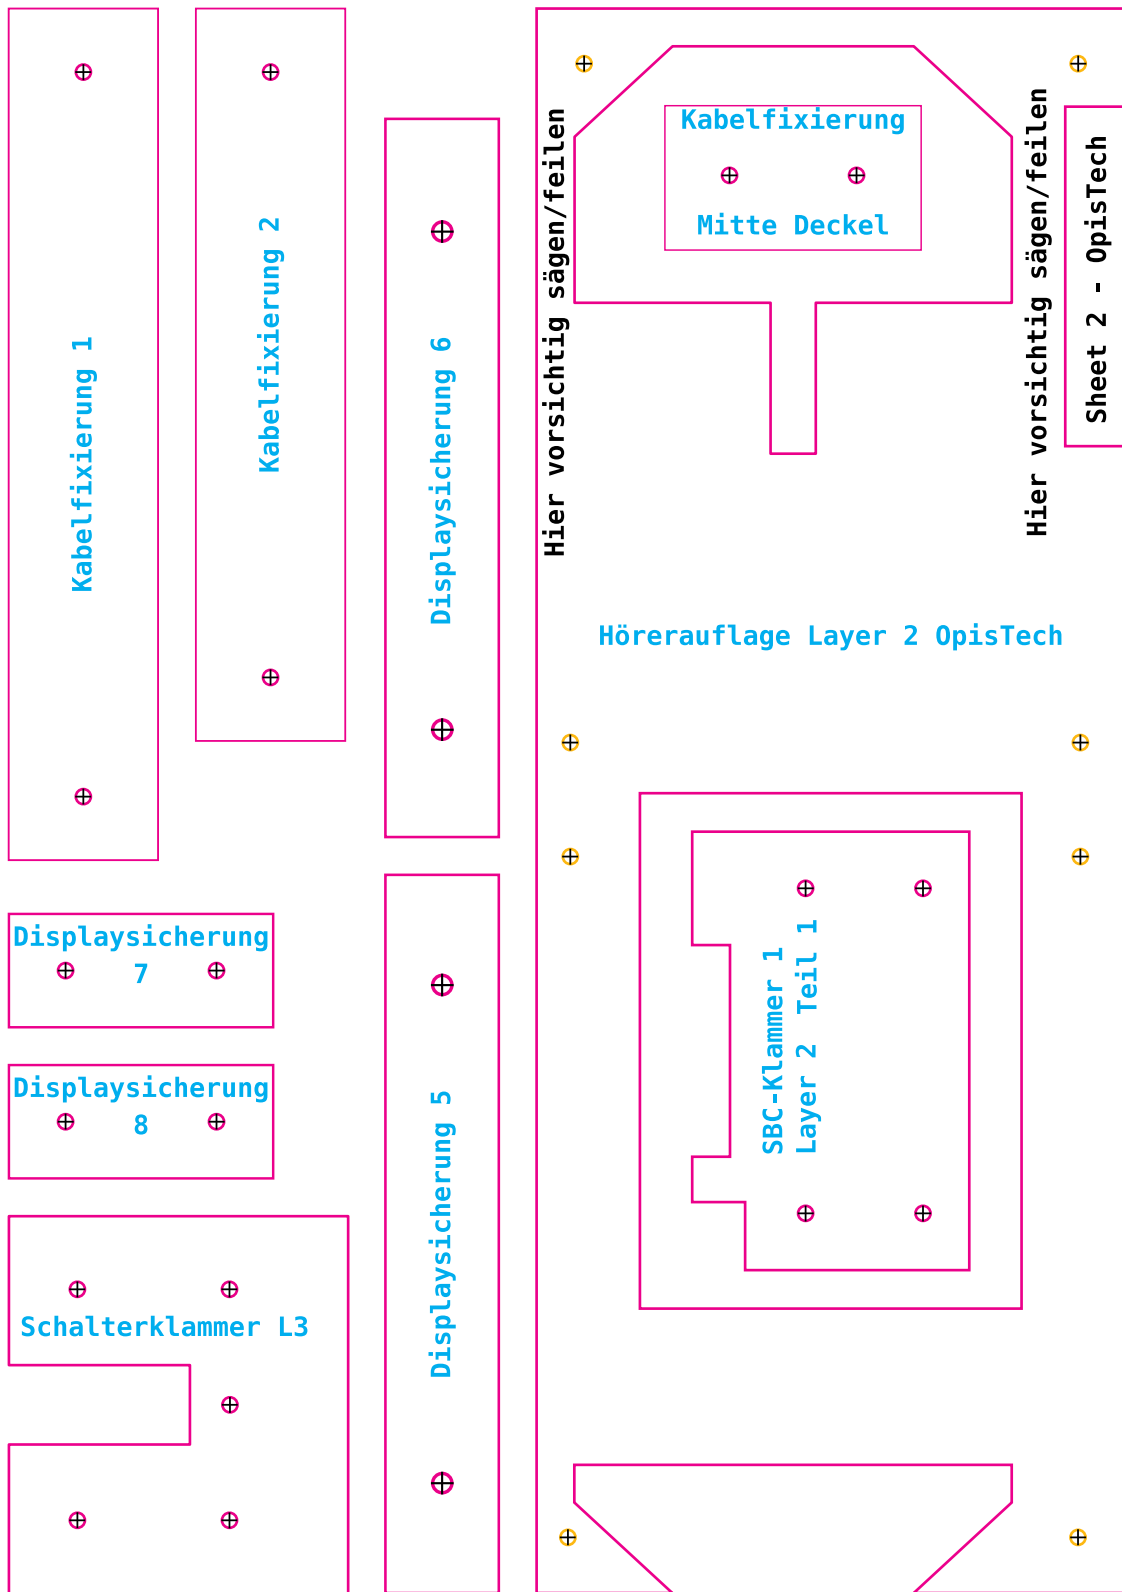 Kabelfixierung 1
Kabelfixierung 2
Displaysicherung 6
Hier vorsichtig sägen/feilen
Kabelfixierung
Mitte Deckel
Hier vorsichtig sägen/feilen
Sheet 2 - OpisTech
Hörerauflage Layer 2 OpisTech
Displaysicherung
7
Displaysicherung
8
Displaysicherung 5
SBC-Klammer 1
Layer 2  Teil 1
Schalterklammer L3